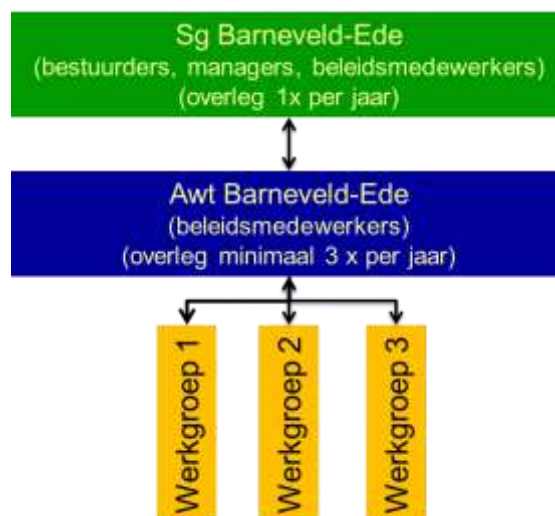 Sg Barneveld-Ede
(bestuurders, managers, beleidsmedewerkers)
(overleg 1x per jaar)
Awt Barneveld-Ede
(beleidsmedewerkers)
(overleg minimaal 3 x per jaar)
Werkgroep 1
Werkgroep 2
Werkgroep 3